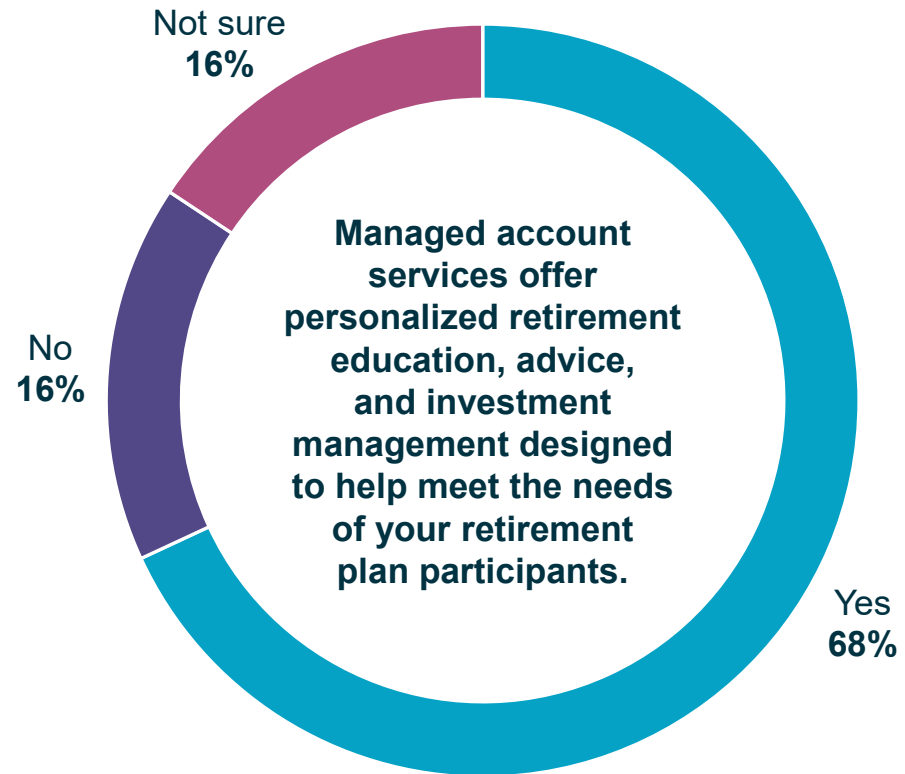 Not sure
16%
Managed account
services offer
personalized retirement
education, advice,
and investment
management designed
to help meet the needs
of your retirement
plan participants.
No
16%
Yes
68%